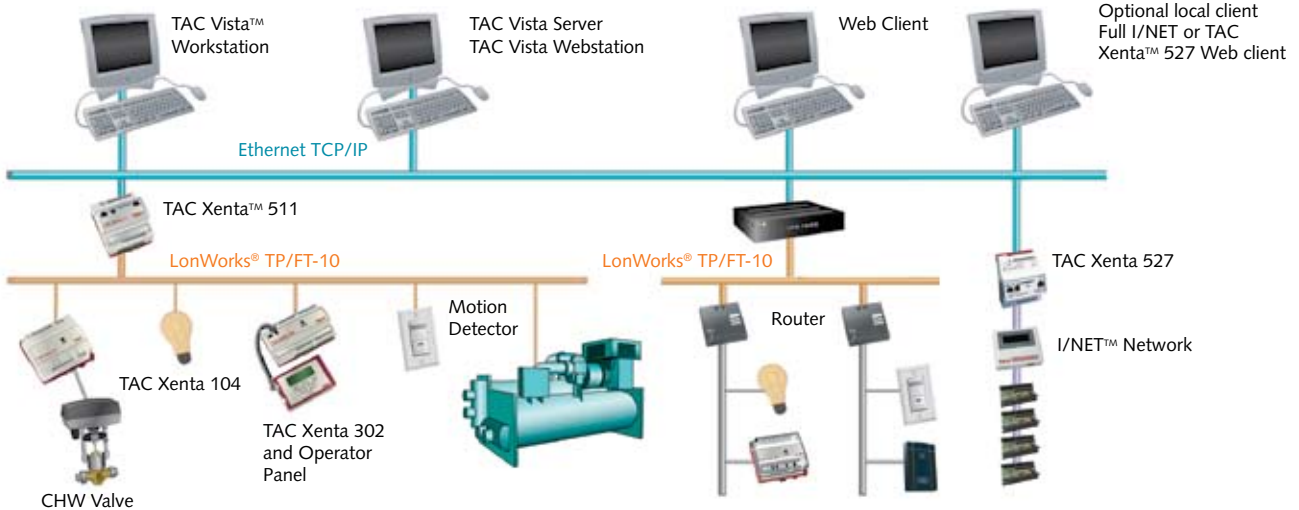 TAC Vista™
Workstation
TAC Vista Server
TAC Vista Webstation
Web Client
Optional local client
Full I/NET or TAC
Xenta™ 527 Web client
Ethernet TCP/IP
TAC Xenta™ 511
LonWorks® TP/FT-10
LonWorks® TP/FT-10
TAC Xenta 527
Motion
Detector
Router
I/NET™ Network
TAC Xenta 104
TAC Xenta 302
and Operator
Panel
CHW Valve